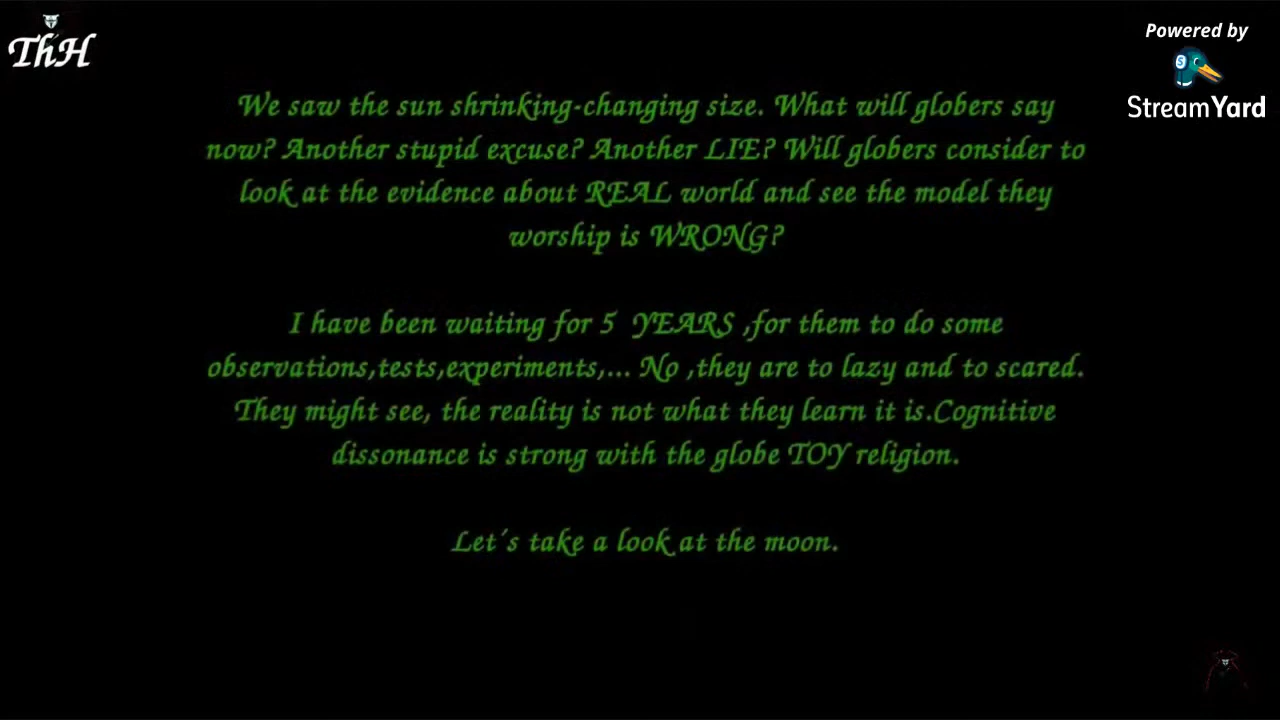 ThH
Powered by
StreamYard
We saw the sun shrinking-changing size. What will globers say
now? Another stupid excuse? Another LIE? Will globers consider to
look at the evidence about REAL world and see the model they
worship is WRONG?
I have been waiting for 5 YEARS ,for them to do some
observations,tests,experiments,... No ,they are to lazy and to scared.
They might see, the reality is not what they learn it is.Cognitive
dissonance is strong with the globe TOY religion.
Let´s take a look at the moon.